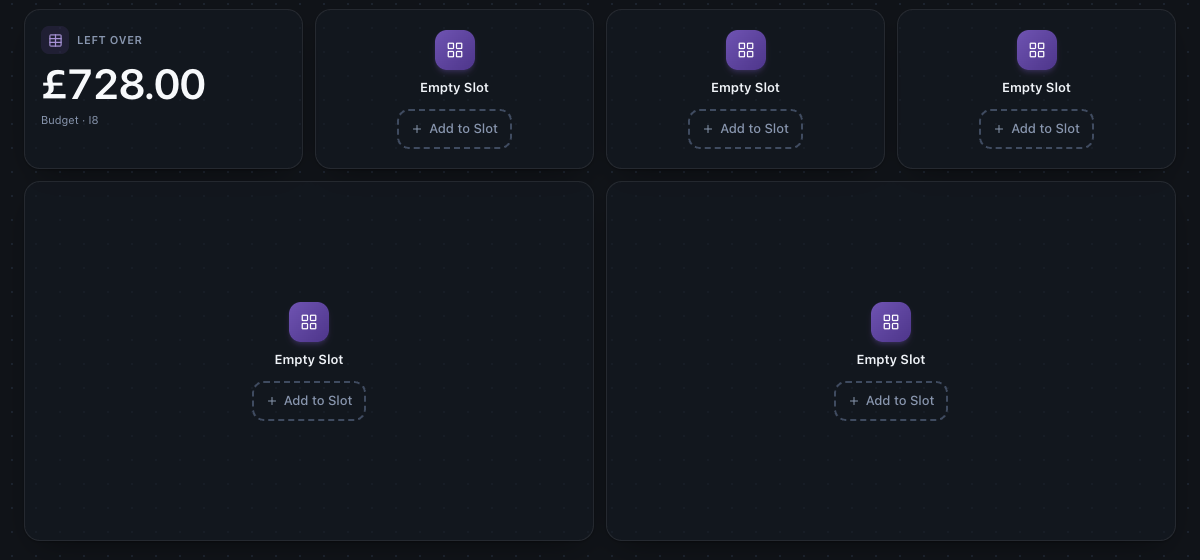 LEFT OVER
£728.00
Budget · I8
Empty Slot
+ Add to Slot
Empty Slot
+ Add to Slot
Empty Slot
+ Add to Slot
Empty Slot
+ Add to Slot
Empty Slot
+ Add to Slot